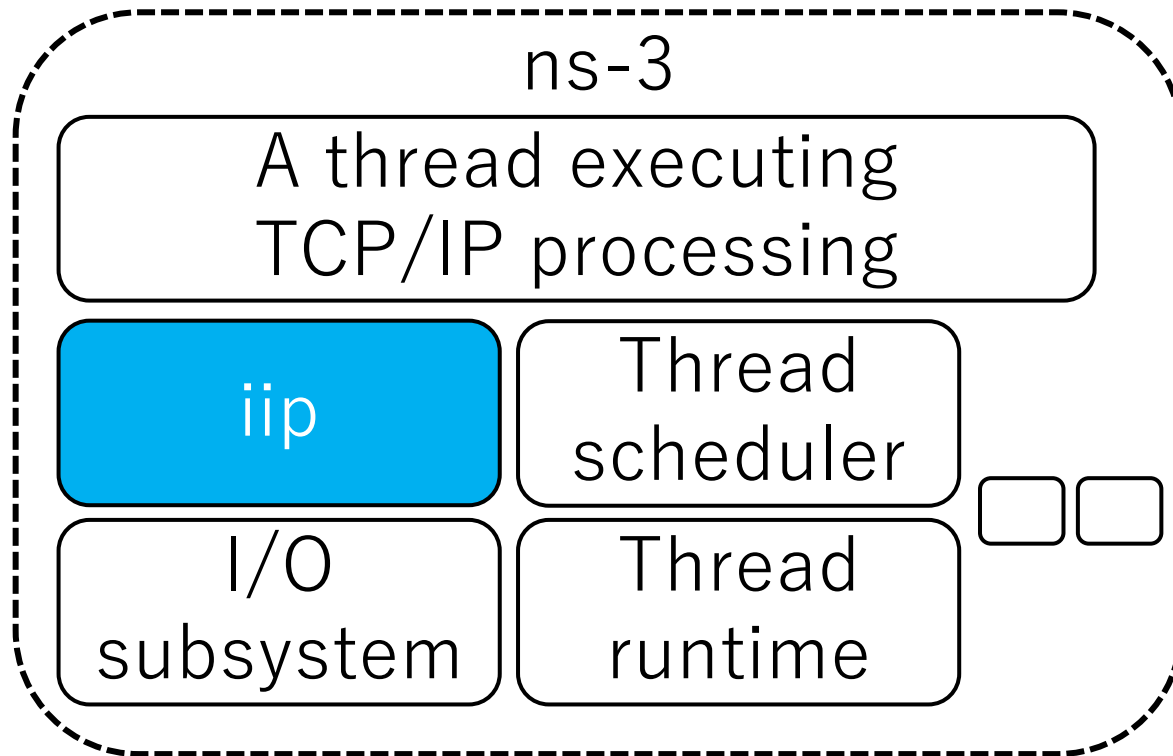 ns-3
A thread executing
TCP/IP processing
iip
Thread
scheduler
I/O
subsystem
Thread
runtime